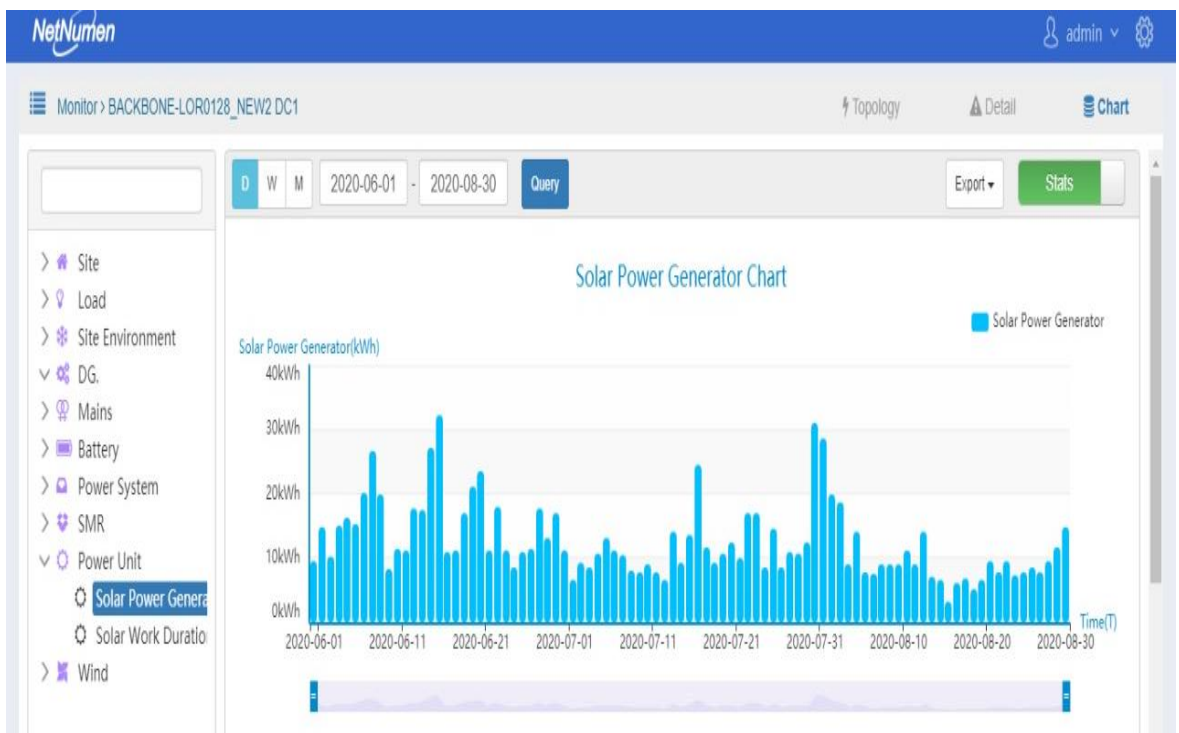 NetNumen
admin
Monitor > BACKBONE-LOR0128_NEW2 DC1
Topology
Detail
Chart
D W M 2020-06-01 - 2020-08-30 Query
Export
Stats
Site
Load
Site Environment
DG.
Mains
Battery
Power System
SMR
Power Unit
Solar Power Genera
Solar Work Duratio
Wind
Solar Power Generator Chart
Solar Power Generator
Solar Power Generator(kWh)
40kWh
30kWh
20kWh
10kWh
0kWh
Time(T)
2020-06-01 2020-06-11 2020-06-21 2020-07-01 2020-07-11 2020-07-21 2020-07-31 2020-08-10 2020-08-20 2020-08-30